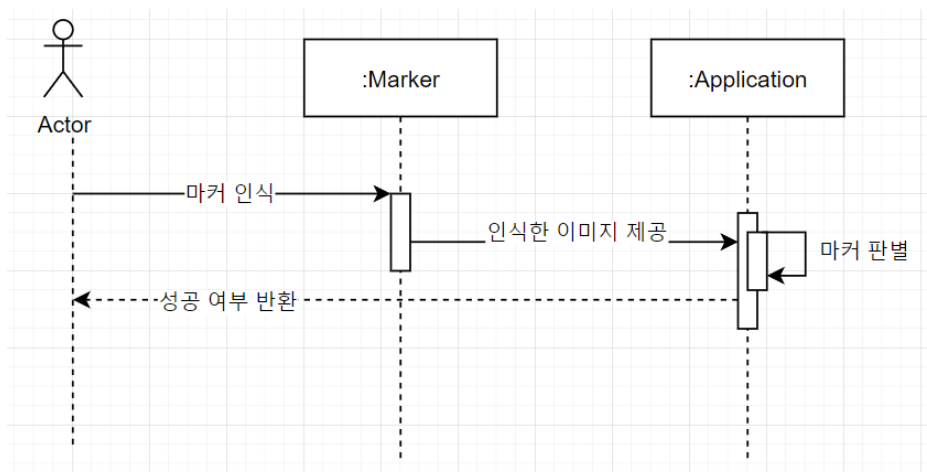 :Marker
:Application
Actor
마커 인식
인식한 이미지 제공
마커 판별
성공 여부 반환